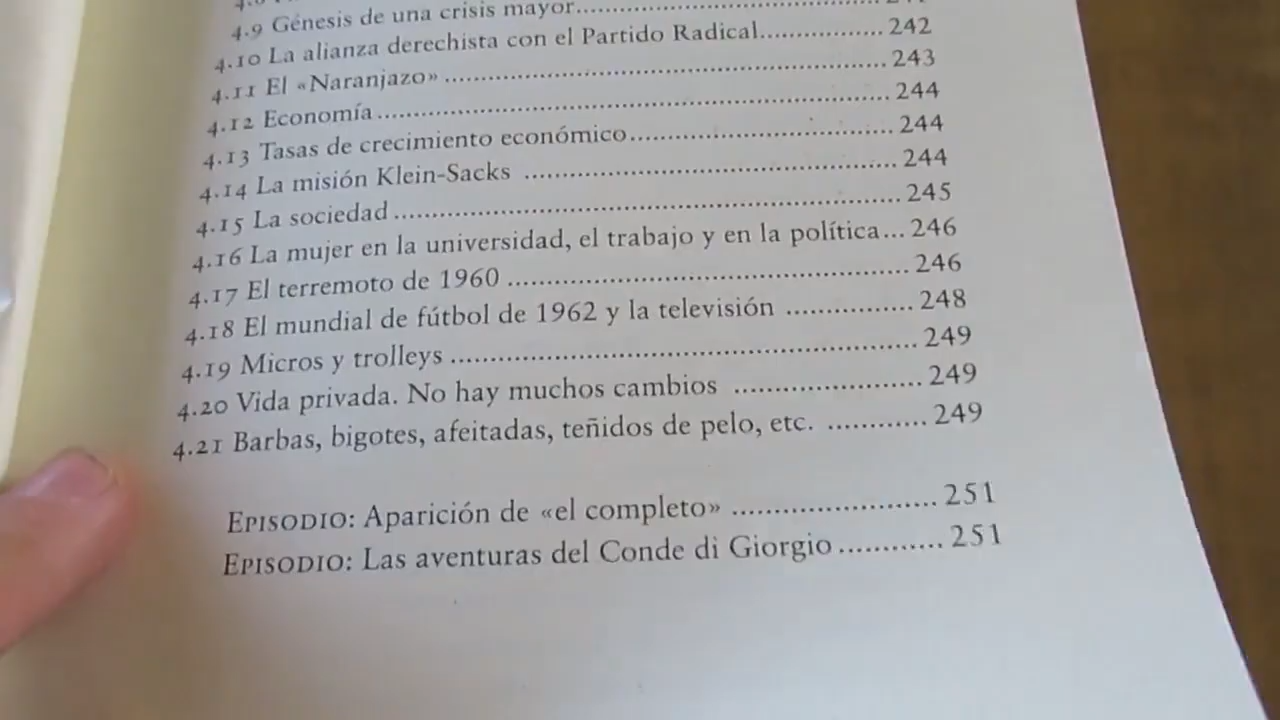 4.9 Génesis de una crisis mayor
4.10 La alianza derechista con el Partido Radical 242
4.11 El «Naranjazo» 243
4.12 Economía 244
4.13 Tasas de crecimiento económico 244
4.14 La misión Klein-Sacks 244
4.15 La sociedad 245
4.16 La mujer en la universidad, el trabajo y en la política... 246
4.17 El terremoto de 1960 246
4.18 El mundial de fútbol de 1962 y la televisión 248
4.19 Micros y trolleys 249
4.20 Vida privada. No hay muchos cambios 249
4.21 Barbas, bigotes, afeitadas, teñidos de pelo, etc. 249
EPISODIO: Aparición de «el completo» 251
EPISODIO: Las aventuras del Conde di Giorgio 251